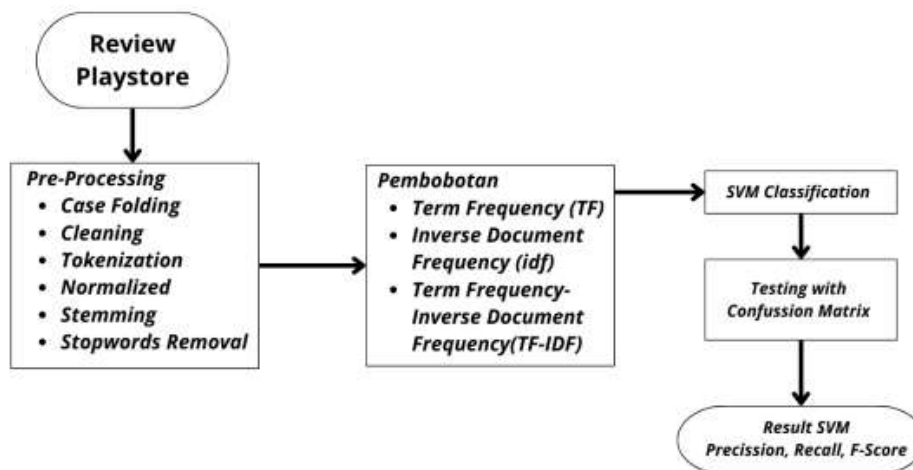 Review
Playstore
Pre-Processing
• Case Folding
• Cleaning
• Tokenization
• Normalized
• Stemming
• Stopwords Removal
Pembobotan
• Term Frequency (TF)
• Inverse Document
Frequency (idf)
• Term Frequency-
Inverse Document
Frequency(TF-IDF)
SVM Classification
Testing with
Confussion Matrix
Result SVM
Precission, Recall, F-Score